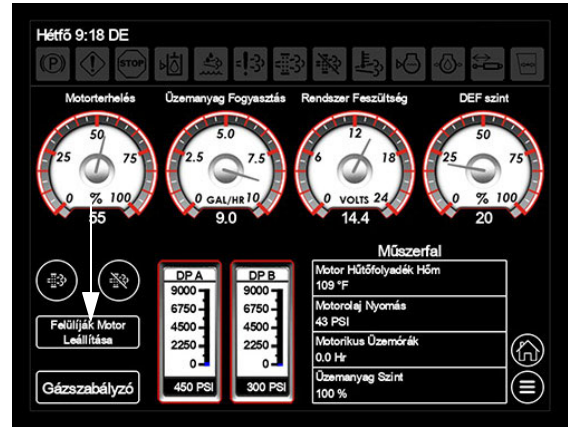 Hétfő 9:18 DE
(P) STOP
Motorterhelés Üzemanyag Fogyasztás Rendszer Feszültség DEF szint
50 5.0 12 50
25 75 2.5 7.5 6 18 25 75
0 % 100 0 GAL/HR 10 0 VOLTS 24 0 % 100
55 9.0 14.4 20
Műszerfal
DP A DP B Motor Hűtőfolyadék Hőm
9000 9000 109 °F
6750 6750 Motorolaj Nyomás
4500 4500 43 PSI
2250 2250 Motorikus Üzemórák
0 0 0.0 Hr
450 PSI 300 PSI Üzemanyag Szint
100 %
Felülíják Motor
Leállítása
Gázszabályzó